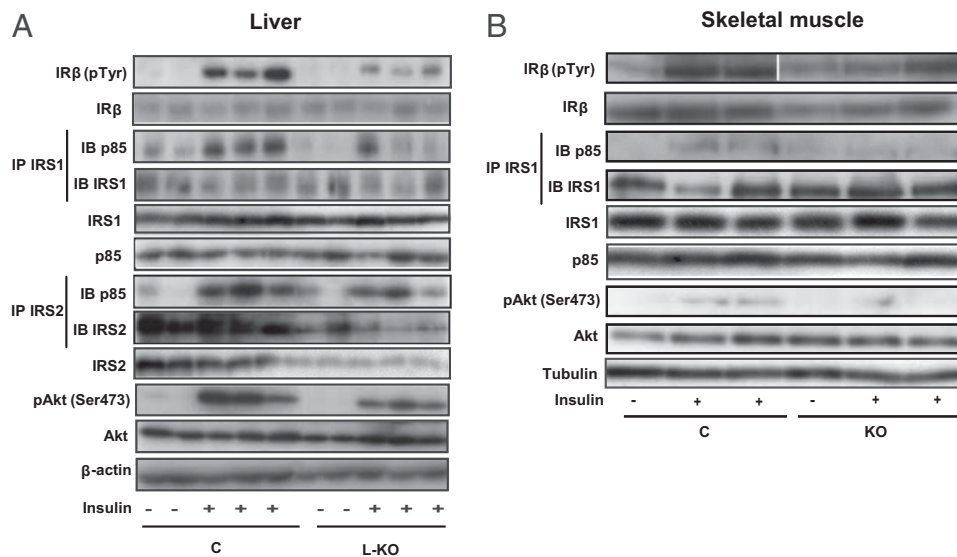 A
Liver
IRβ (pTyr)
IRβ
IP IRS1
IB p85
IB IRS1
IRS1
p85
IP IRS2
IB p85
IB IRS2
IRS2
pAkt (Ser473)
Akt
β-actin
Insulin - - + + + - - + + +
C L-KO
B
Skeletal muscle
IRβ (pTyr)
IRβ
IP IRS1
IB p85
IB IRS1
IRS1
p85
pAkt (Ser473)
Akt
Tubulin
Insulin - + + - + +
C KO